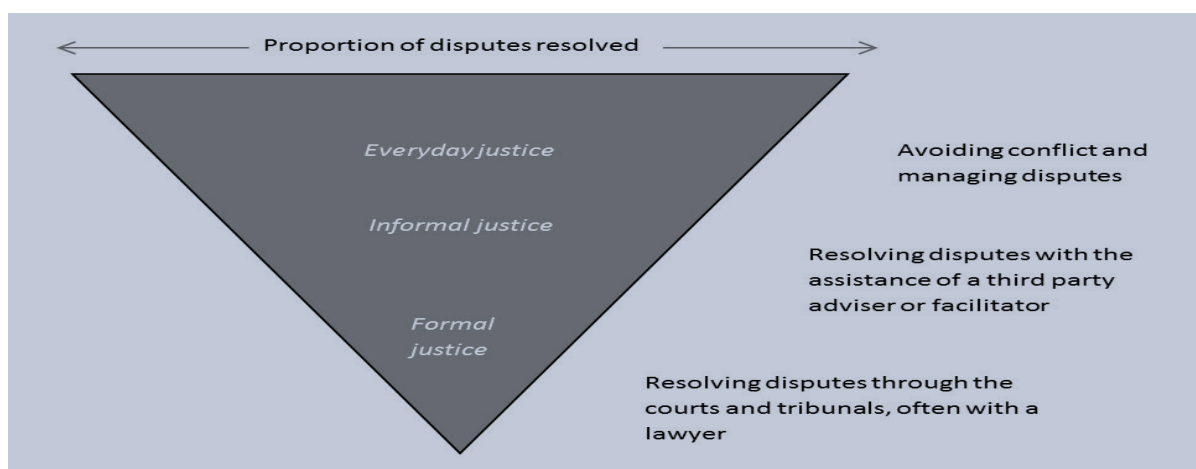 Proportion of disputes resolved
Everyday justice
Avoiding conflict and
managing disputes
Informal justice
Resolving disputes with the
assistance of a third party
adviser or facilitator
Formal
justice
Resolving disputes through the
courts and tribunals, often with a
lawyer